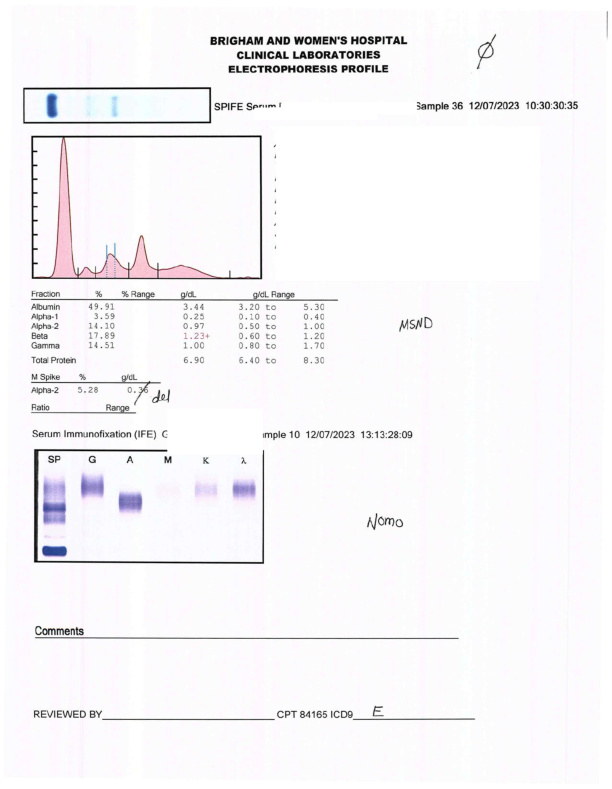 BRIGHAM AND WOMEN'S HOSPITAL
CLINICAL LABORATORIES
ELECTROPHORESIS PROFILE
Ø
SPIFE Serum Sample 36 12/07/2023 10:30:30:35
Fraction % % Range g/dL g/dL Range
Albumin 49.91 3.44 3.20 to 5.30
Alpha-1 3.59 0.25 0.10 to 0.40
Alpha-2 14.10 0.97 0.50 to 1.00
Beta 17.89 1.23+ 0.60 to 1.20
Gamma 14.51 1.00 0.80 to 1.70
MSND
Total Protein 6.90 6.40 to 8.30
M Spike % g/dL
Alpha-2 5.28 0.36 del
Ratio Range
Serum Immunofixation (IFE) G mple 10 12/07/2023 13:13:28:09
SP G A M K λ
Nomo
Comments
REVIEWED BY CPT 84165 ICD9 E